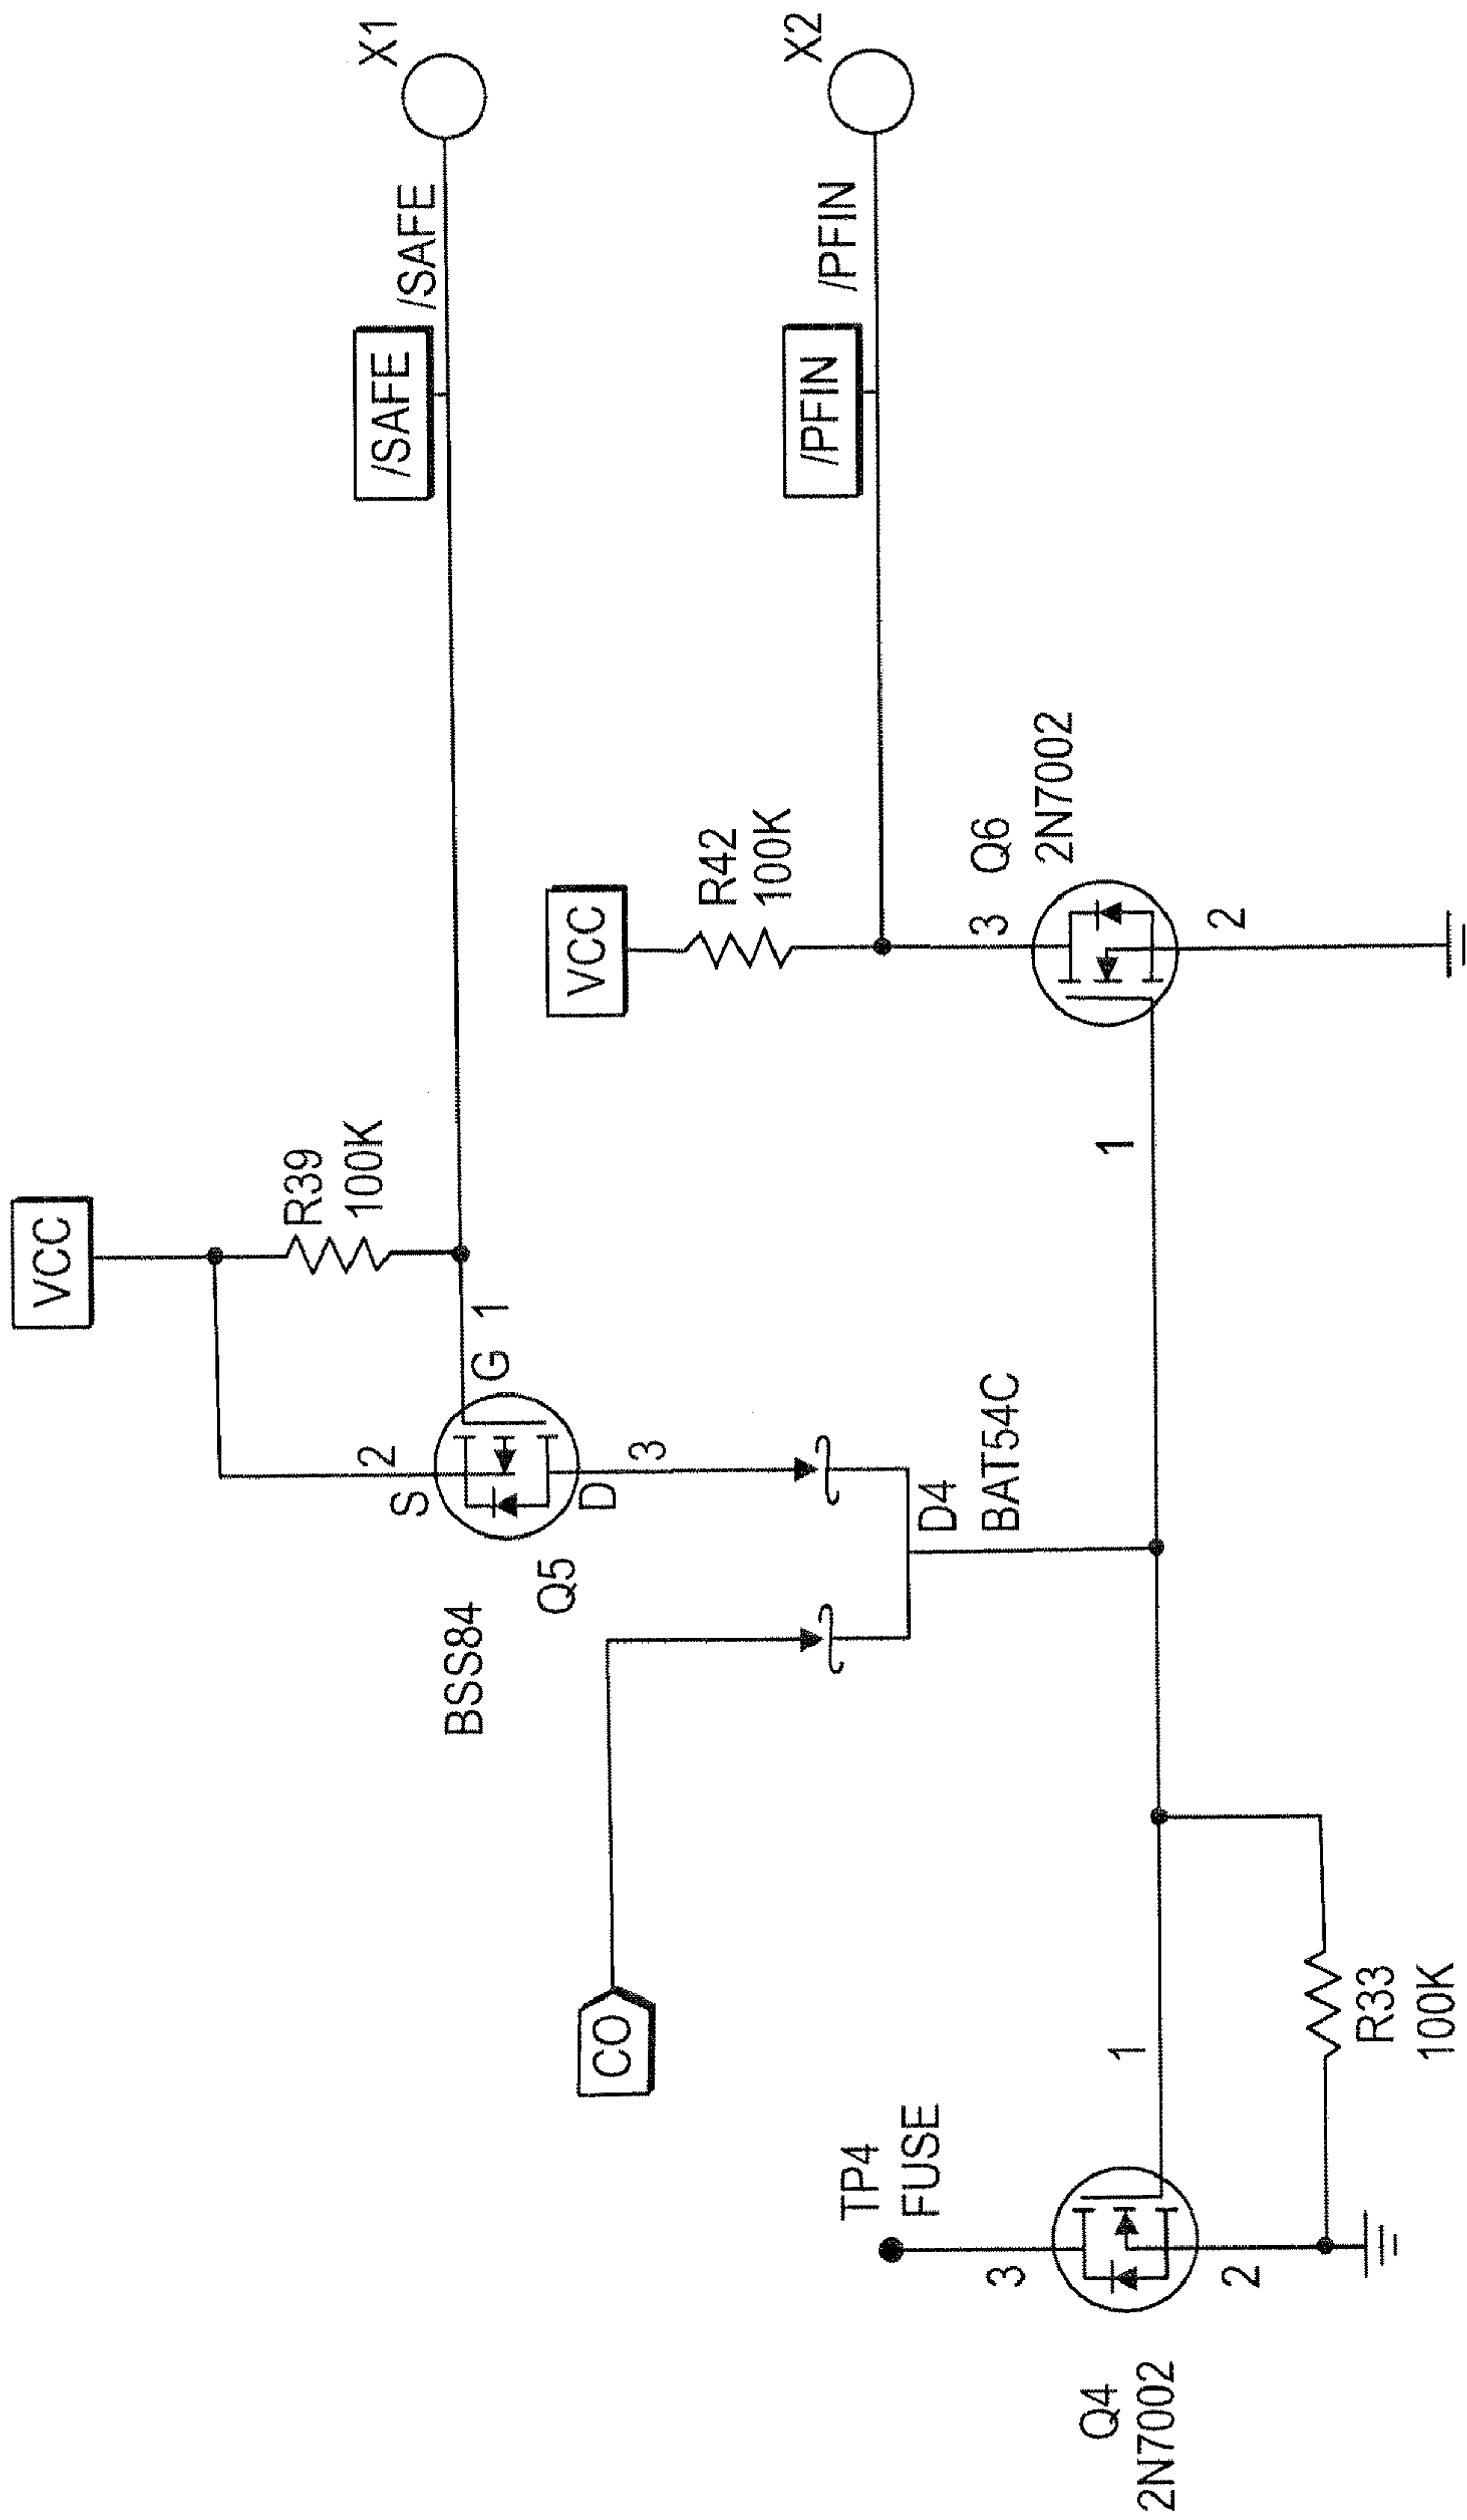 VCC
R39
100K
X1
/SAFE
/SAFE
2
S
G
1
D
3
Q5
BSS84
VCC
R42
100K
X2
/PFIN
/PFIN
CO
D4
BAT54C
3
Q6
2N7002
1
2
TP4
FUSE
3
1
2
Q4
2N7002
R33
100K